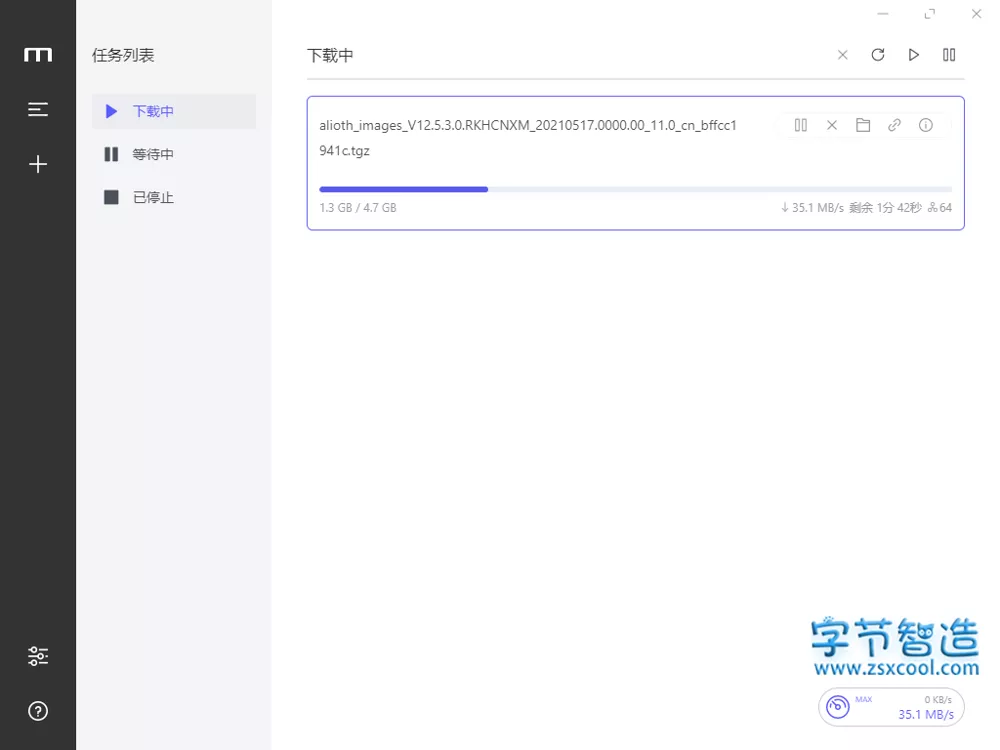 m
任务列表
下载中
等待中
已停止
下载中
alioth_images_V12.5.3.0.RKHCNXM_20210517.0000.00_11.0_cn_bffcc1
941c.tgz
1.3 GB / 4.7 GB
↓ 35.1 MB/s 剩余 1分 42秒 64
字节智造
www.zsxcool.com
MAX 0 KB/s
35.1 MB/s